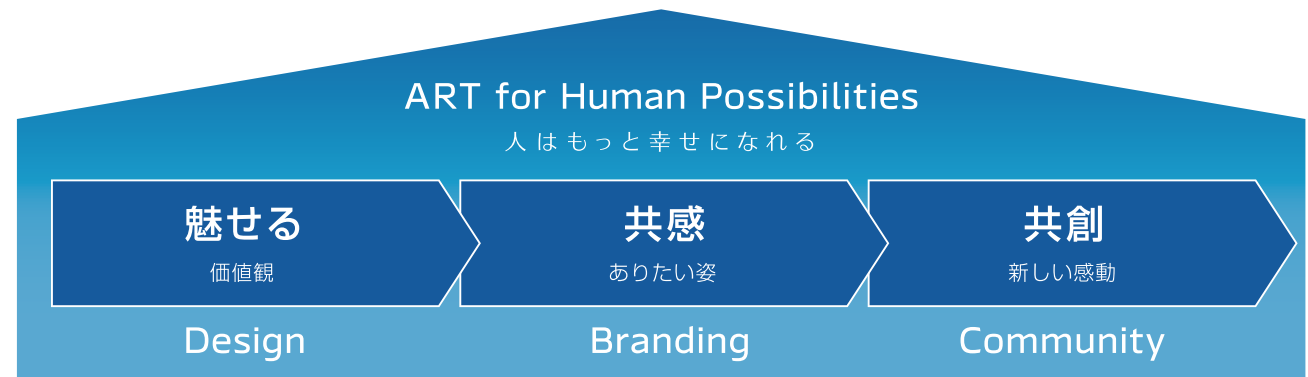 ART for Human Possibilities
人はもっと幸せになれる
魅せる
価値観
Design
共感
ありたい姿
Branding
共創
新しい感動
Community